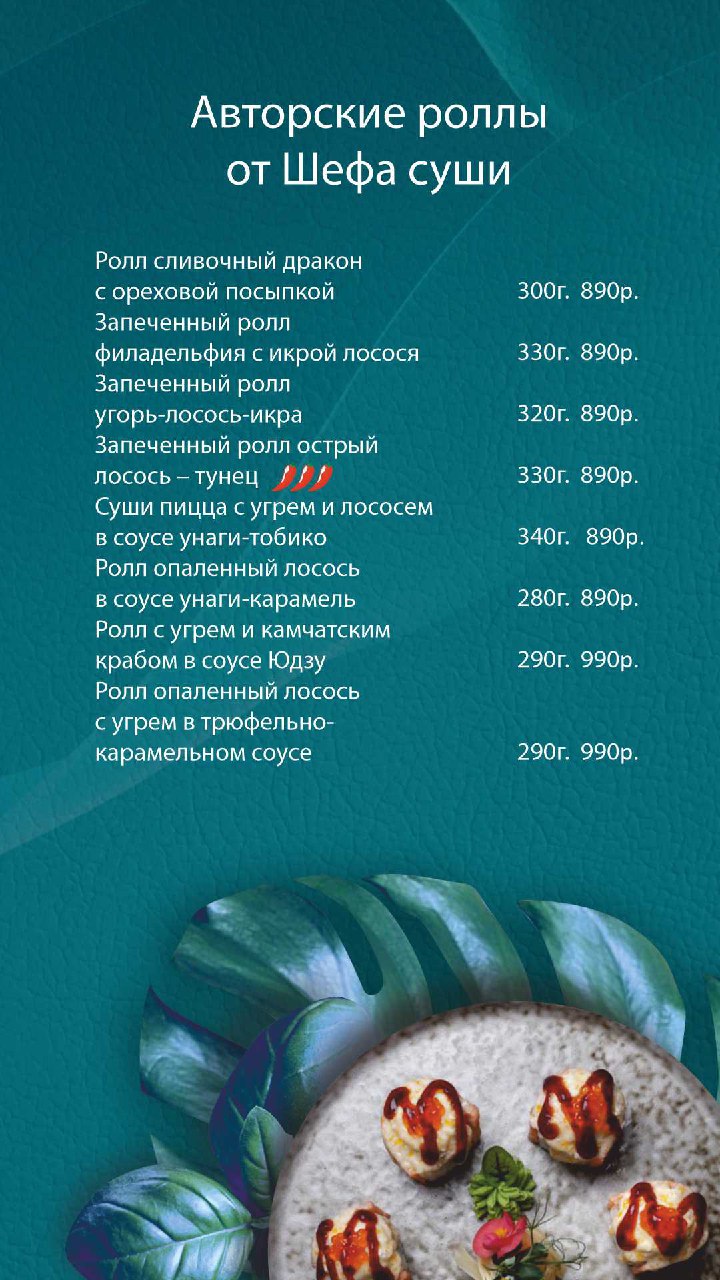 Авторские роллы
от Шефа суши
Ролл сливочный дракон
с ореховой посыпкой 300г. 890р.
Запеченный ролл
филадельфия с икрой лосося 330г. 890р.
Запеченный ролл
угорь-лосось-икра 320г. 890р.
Запеченный ролл острый
лосось – тунец 330г. 890р.
Суши пицца с угрем и лососем
в соусе унаги-тобико 340г. 890р.
Ролл опаленный лосось
в соусе унаги-карамель 280г. 890р.
Ролл с угрем и камчатским
крабом в соусе Юдзу 290г. 990р.
Ролл опаленный лосось
с угрем в трюфельно-
карамельном соусе 290г. 990р.